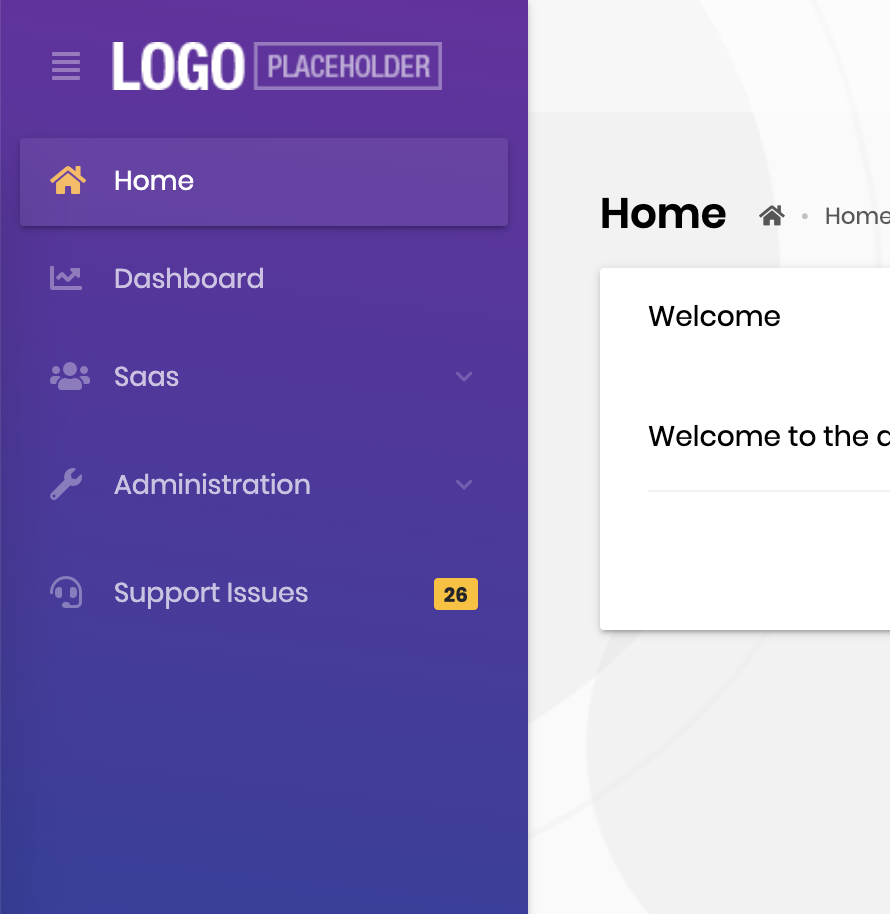 LOGO PLACEHOLDER
Home
Dashboard
Saas
Administration
Support Issues 26
Home Home
Welcome
Welcome to the